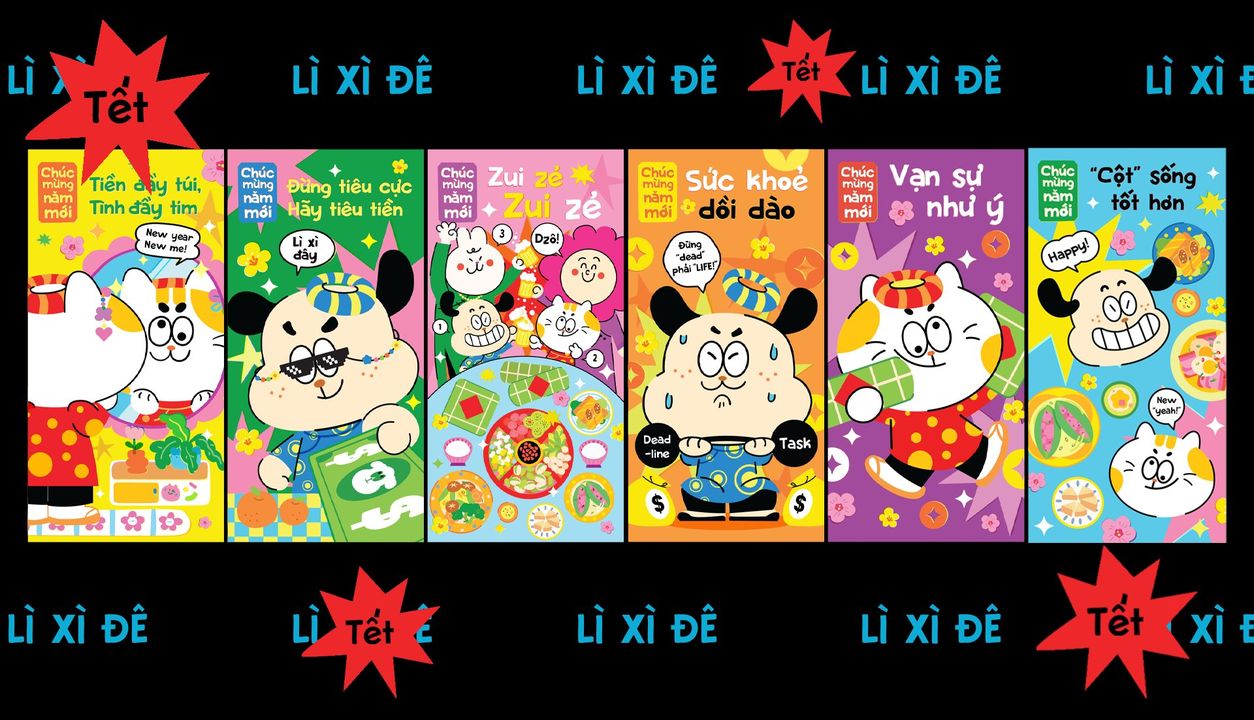 LÌ XÌ ĐÊ
LÌ XÌ ĐÊ
LÌ XÌ ĐÊ
LÌ XÌ ĐÊ
Tết
Tết
Chúc
mừng
năm
mới
Tiền đầy túi,
Tình đầy tim
New year
New me!
Chúc
mừng
năm
mới
Đừng tiêu cực
Hãy tiêu tiền
Lì xì
đây
Chúc
mừng
năm
mới
Zui zẻ
Zui zẻ
3
Dzô!
1
2
Chúc
mừng
năm
mới
Sức khoẻ
dồi dào
Đừng
"dead"
phải "LIFE!"
Dead
-line
Task
$
$
Chúc
mừng
năm
mới
Vạn sự
như ý
Chúc
mừng
năm
mới
"Cột" sống
tốt hơn
Happy!
New
"yeah!"
LÌ XÌ ĐÊ
LÌ Ê
LÌ XÌ ĐÊ
LÌ XÌ ĐÊ
XÌ Đ
Tết
Tết